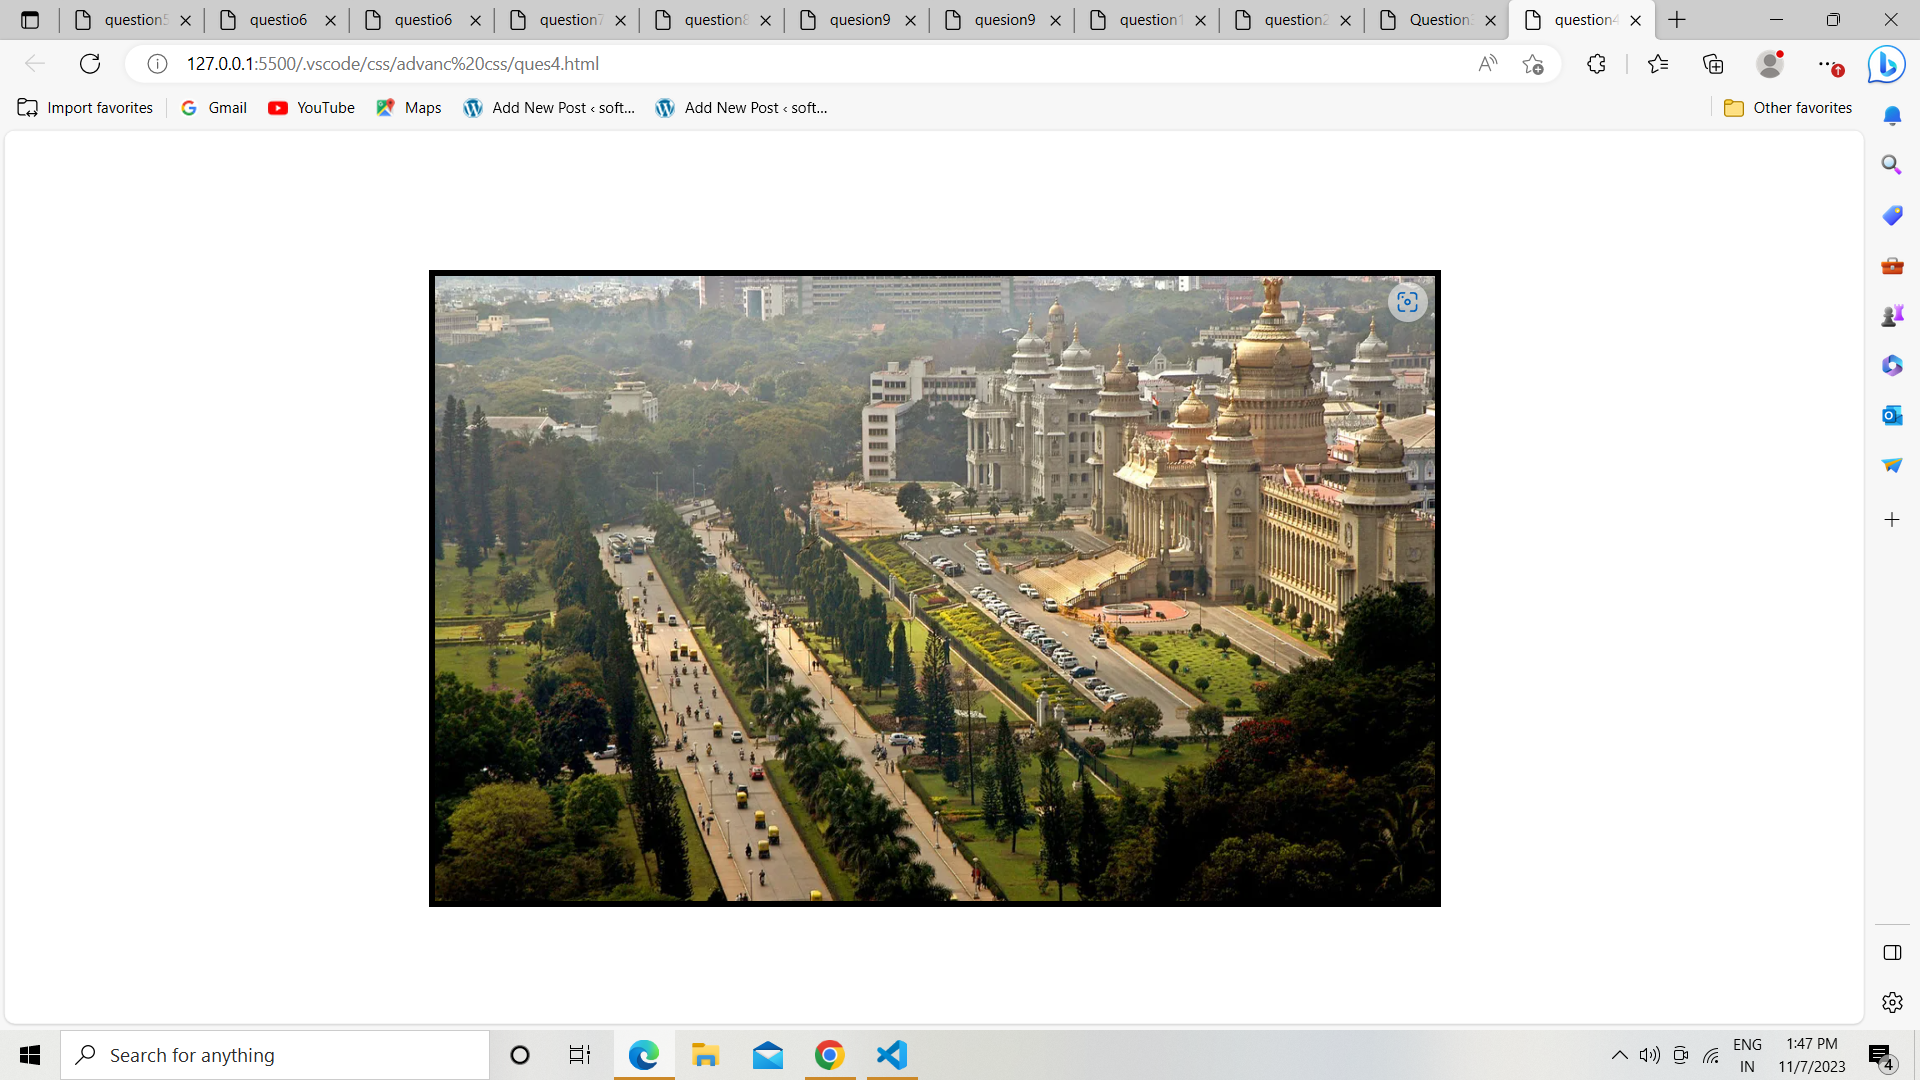 question5
questio6
questio6
question7
question8
quesion9
quesion9
question1
question2
Question3
question4
127.0.0.1:5500/.vscode/css/advanc%20css/ques4.html
Import favorites
Gmail
YouTube
Maps
Add New Post ‹ soft...
Add New Post ‹ soft...
Other favorites
Search for anything
ENG
IN
1:47 PM
11/7/2023
4